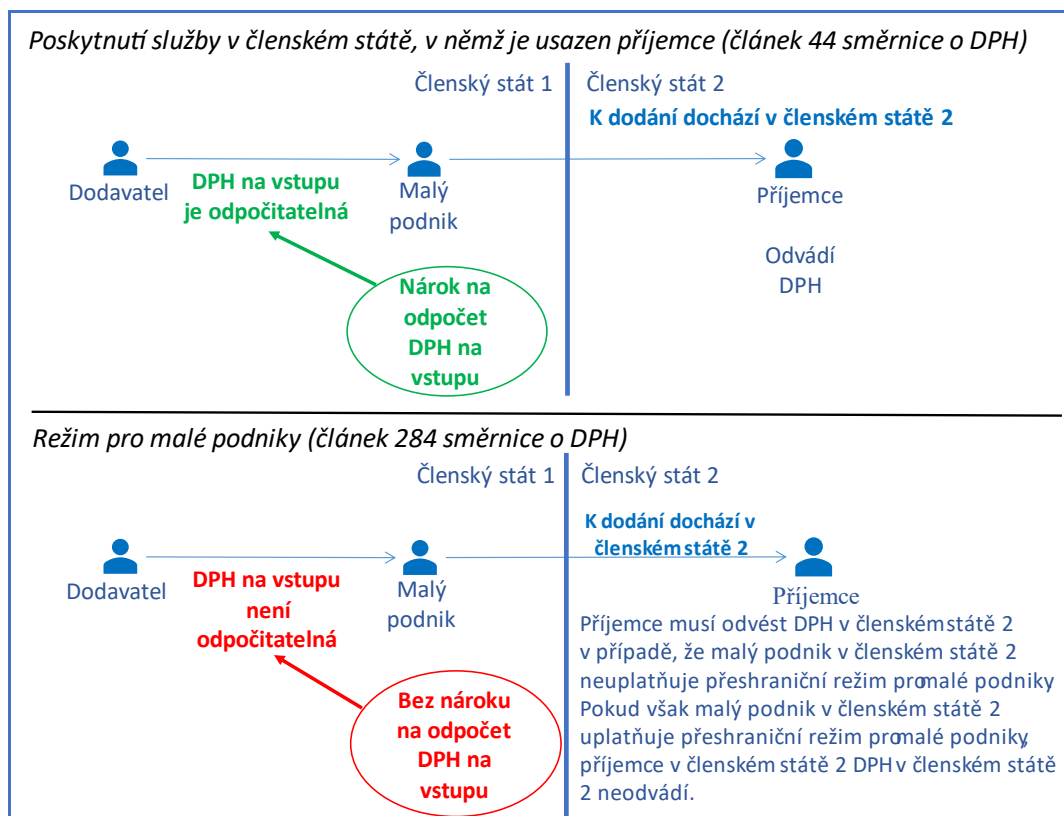 Poskytnutí služby v členském státě, v němž je usazen příjemce (článek 44 směrnice o DPH)
Členský stát 1
Členský stát 2
K dodání dochází v členském státě 2
Dodavatel
DPH na vstupu
je odpočitatelná
Malý
podnik
Příjemce
Odvádí
DPH
Nárok na
odpočet
DPH na
vstupu
Režim pro malé podniky (článek 284 směrnice o DPH)
Členský stát 1
Členský stát 2
K dodání dochází v
členském státě 2
Dodavatel
DPH na vstupu
není
odpočitatelná
Malý
podnik
Příjemce
Příjemce musí odvést DPH v členském státě 2
v případě, že malý podnik v členském státě 2
neuplatňuje přeshraniční režim pro malé podniky
Pokud však malý podnik v členském státě 2
uplatňuje přeshraniční režim pro malé podniky,
příjemce v členském státě 2 DPH v členském státě
2 neodvádí.
Bez nároku
na odpočet
DPH na
vstupu